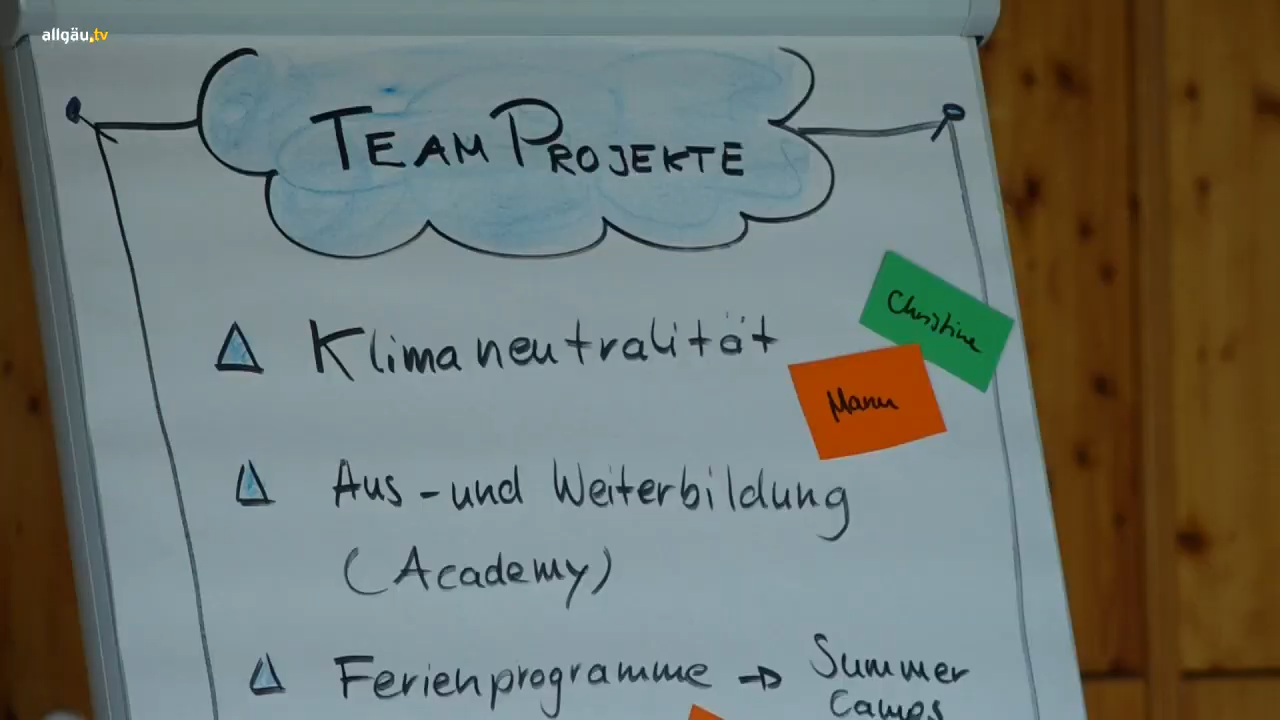 allgäu.tv
TEAM PROJEKTE
Klimaneutralität
Christine
Manu
Aus - und Weiterbildung
(Academy)
Ferienprogramme → Summer
Camps